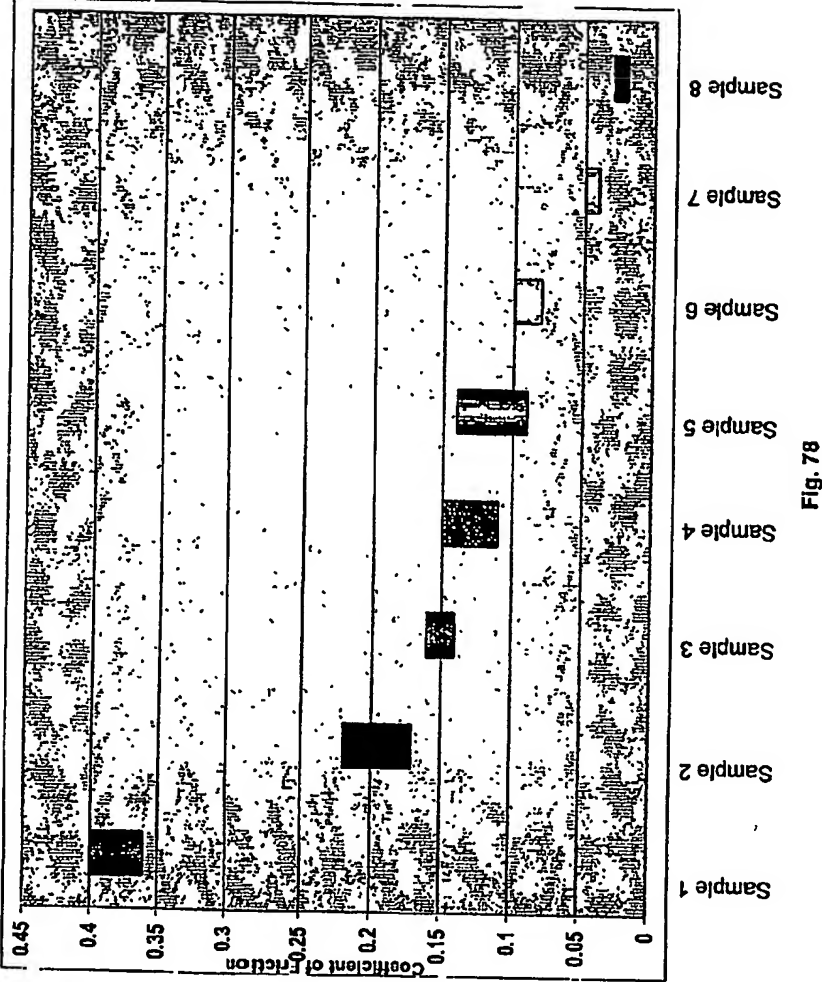 Coefficient of Friction
0.45
0.4
0.35
0.3
0.25
0.2
0.15
0.1
0.05
0
Sample 1
Sample 2
Sample 3
Sample 4
Sample 5
Sample 6
Sample 7
Sample 8
Fig. 78